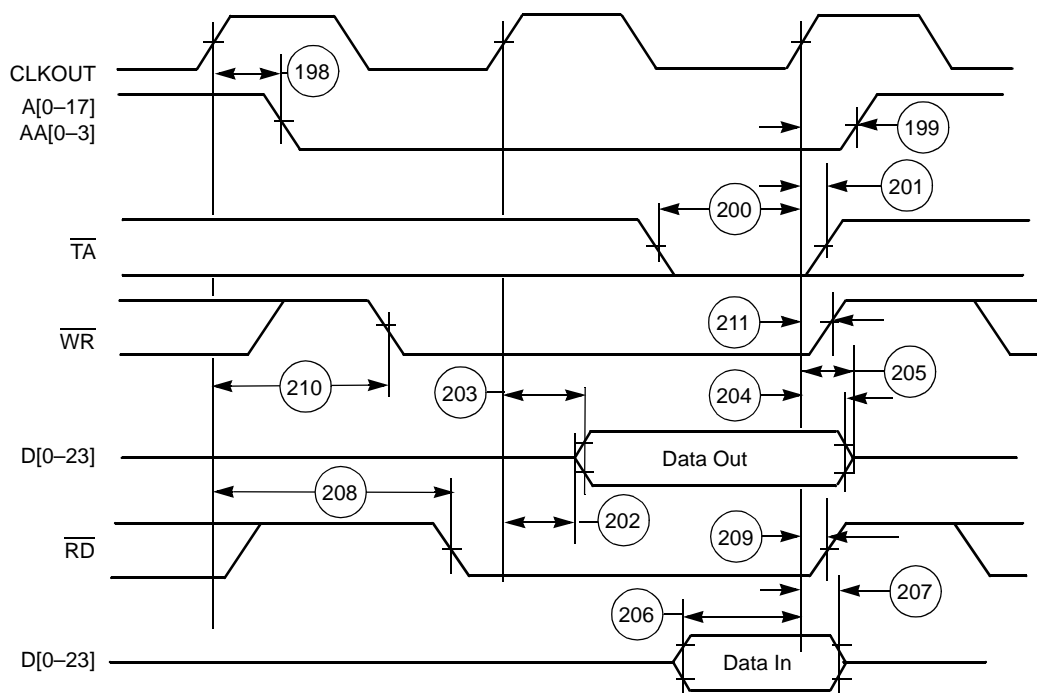 CLKOUT
198
A[0–17]
AA[0–3]
199
200
201
TA
WR
211
210
203
204
205
D[0–23]
Data Out
208
202
RD
209
206
207
D[0–23]
Data In